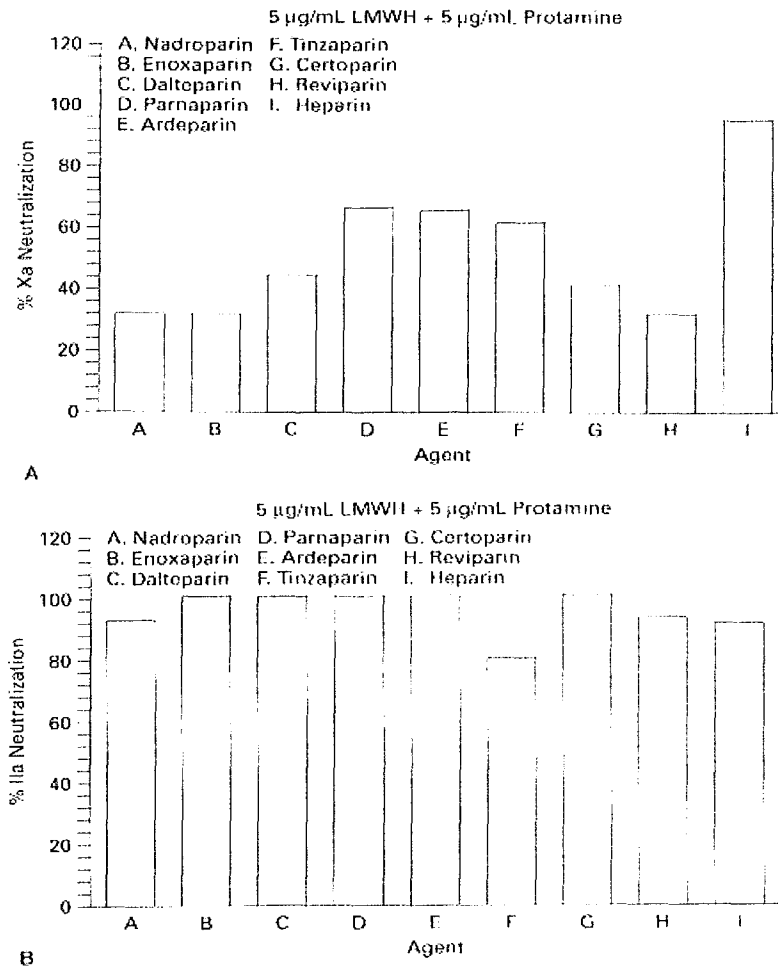 5 µg/mL LMWH + 5 µg/mL Protamine
120
A. Nadroparin F. Tinzaparin
B. Enoxaparin G. Certoparin
C. Dalteparin H. Reviparin
D. Parnaparin I. Heparin
E. Ardeparin
100
80
60
40
20
0
% Xa Neutralization
A B C D E F G H I
Agent
A
5 µg/mL LMWH + 5 µg/mL Protamine
120
A. Nadroparin D. Parnaparin G. Certoparin
B. Enoxaparin E. Ardeparin H. Reviparin
C. Dalteparin F. Tinzaparin I. Heparin
100
80
60
40
20
0
% IIa Neutralization
A B C D E F G H I
Agent
B